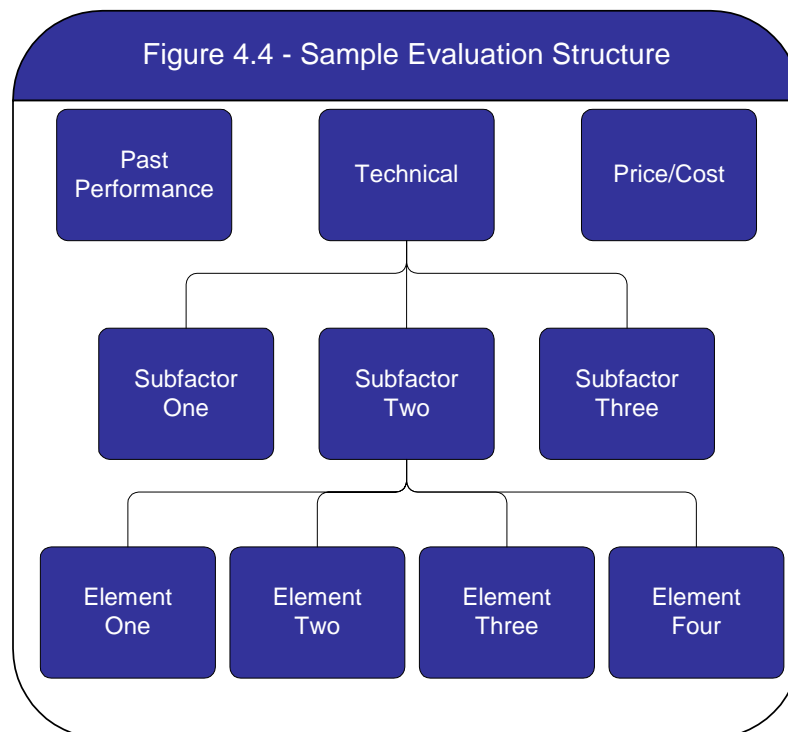 Figure 4.4 - Sample Evaluation Structure
Past
Performance
Technical
Price/Cost
Subfactor
One
Subfactor
Two
Subfactor
Three
Element
One
Element
Two
Element
Three
Element
Four